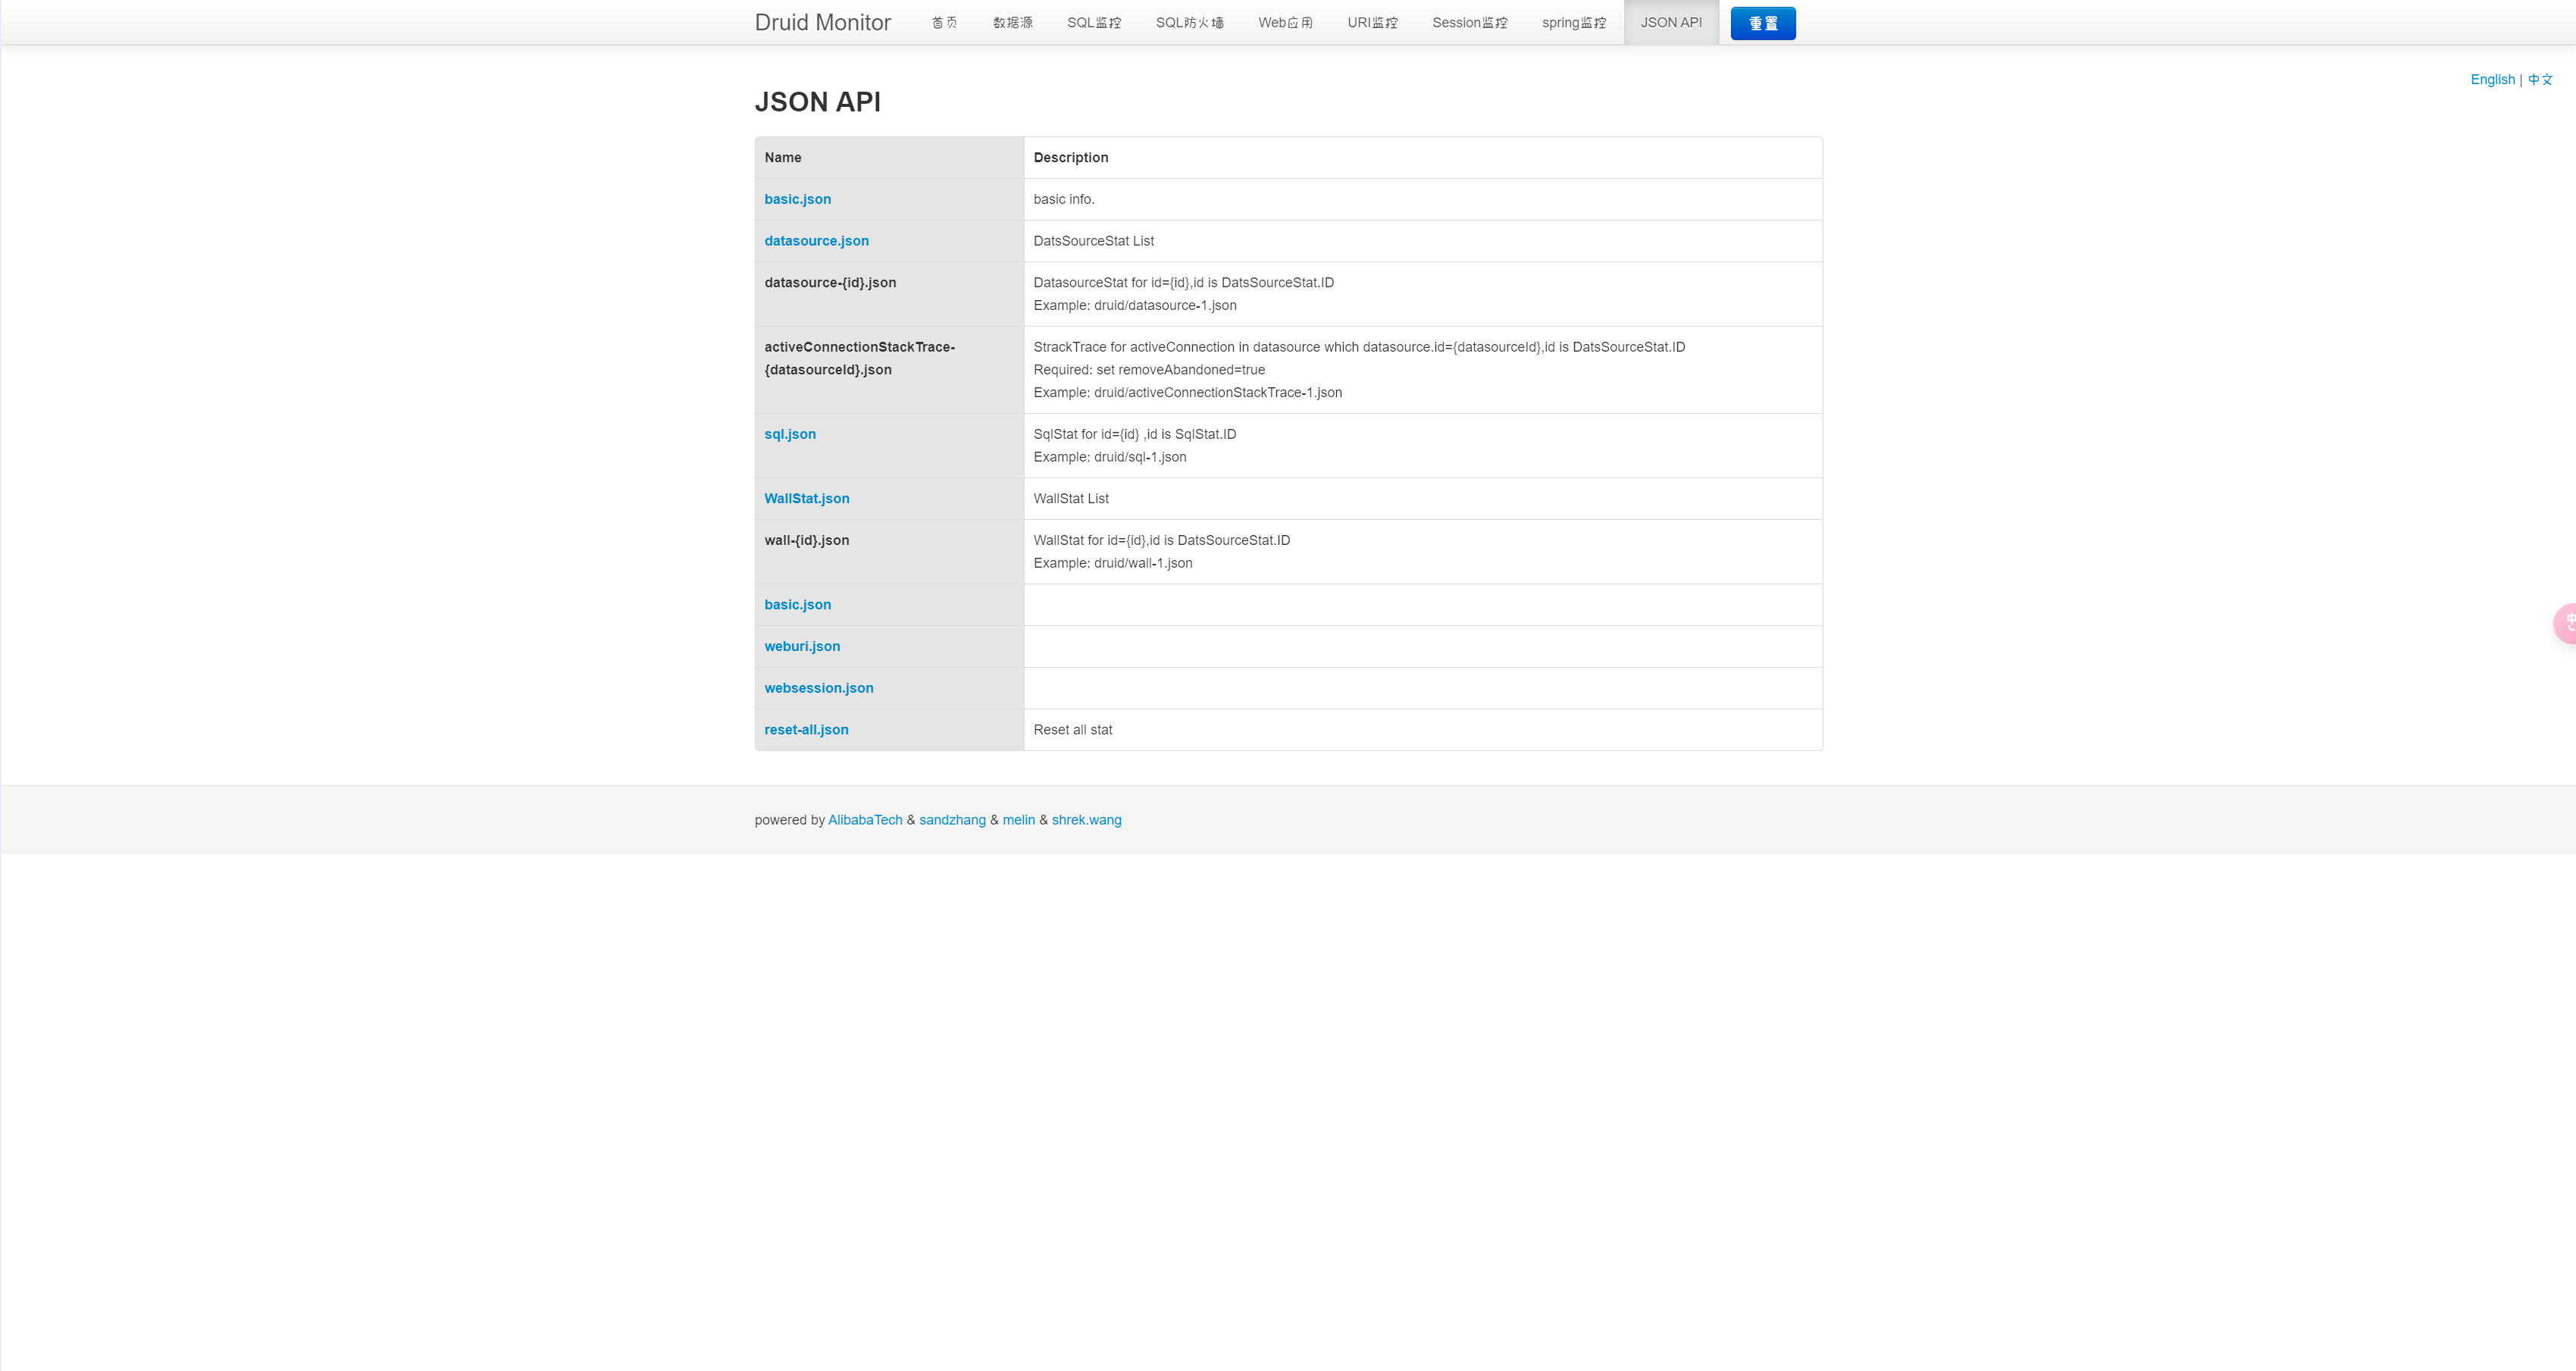 Druid Monitor 首页 数据源 SQL监控 SQL防火墙 Web应用 URI监控 Session监控 spring监控 JSON API 重置
English | 中文
JSON API
Name Description
basic.json basic info.
datasource.json DatsSourceStat List
datasource-{id}.json DatasourceStat for id={id},id is DatsSourceStat.ID
Example: druid/datasource-1.json
activeConnectionStackTrace- StrackTrace for activeConnection in datasource which datasource.id={datasourceId},id is DatsSourceStat.ID
{datasourceId}.json Required: set removeAbandoned=true
Example: druid/activeConnectionStackTrace-1.json
sql.json SqlStat for id={id} ,id is SqlStat.ID
Example: druid/sql-1.json
WallStat.json WallStat List
wall-{id}.json WallStat for id={id},id is DatsSourceStat.ID
Example: druid/wall-1.json
basic.json
weburi.json
websession.json
reset-all.json Reset all stat
powered by AlibabaTech & sandzhang & melin & shrek.wang